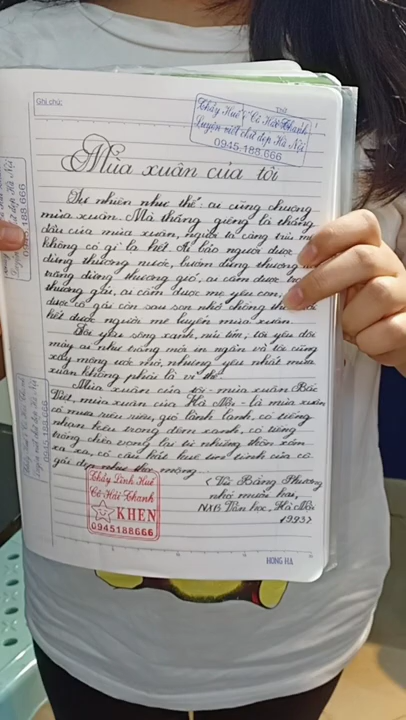 Ghi chú:
Thứ
Thầy Huế - Cô Hải Thanh
Luyện nét chữ đẹp Hà Nội
0945.188.666
Mùa xuân của tôi
Tự nhiên như thế: ai cũng chuộng
mùa xuân. Mà tháng giêng là tháng
đầu của mùa xuân, người ta càng trìu mến,
không có gì lạ hết. Ai bảo được
đừng thương nước, bướm đừng thương
trăng đừng thương gió; ai cấm được
thương gái, ai cấm được mẹ yêu con,
được cô gái còn son nhớ chồng thì
hết được người mê luyến mùa xuân.
Tôi yêu sông xanh, núi tím; tôi yêu đôi
mày ai như trăng mới in ngần và tôi cũng
xây mộng ước mơ, nhưng yêu nhất mùa
xuân không phải là vì thế.
Mùa xuân của tôi - mùa xuân Bắc
Việt, mùa xuân của Hà Nội - là mùa xuân
có mưa riêu riêu, gió lành lạnh, có tiếng
nhạn kêu trong đêm xanh, có tiếng
trống chèo vọng lại từ những thôn xóm
xa xa, có câu hát huê tình của cô
gái đẹp như thơ mộng
(Vũ Bằng, Thương
nhớ mười hai,
NXB Văn học, Hà Nội
1993)
Thầy Linh Huế
Cô Hải Thanh
KHEN
0945188666
HONG HA